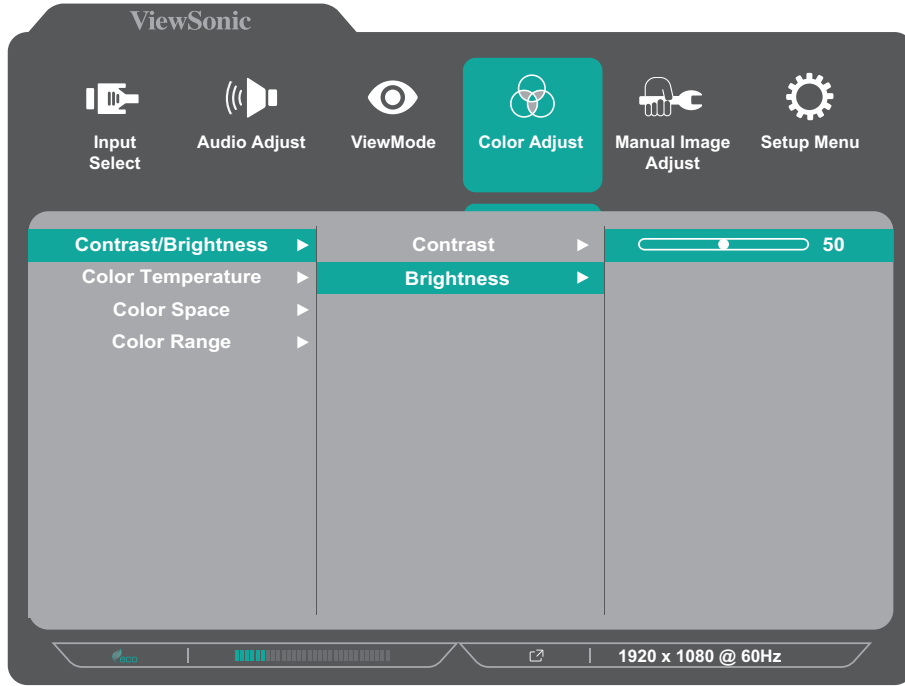 ViewSonic
Input
Select
Audio Adjust
ViewMode
Color Adjust
Manual Image
Adjust
Setup Menu
Contrast/Brightness
Contrast
50
Color Temperature
Brightness
Color Space
Color Range
eco
1920 x 1080 @ 60Hz